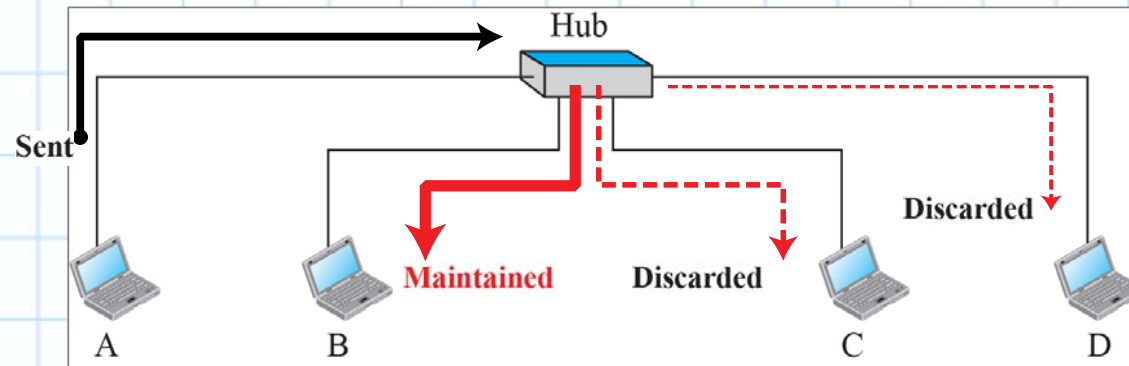 Hub
Sent
Discarded
Maintained
Discarded
A
B
C
D